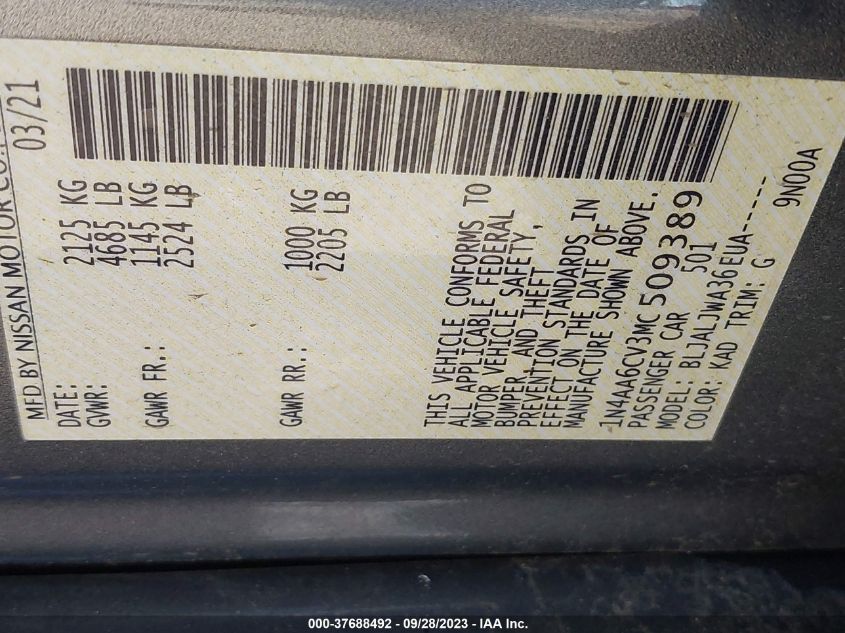 MFD BY NISSAN MOTOR CO.
DATE: 03/21
GVWR: 2125 KG
4685 LB
GAWR FR.: 1145 KG
2524 LB
GAWR RR.: 1000 KG
2205 LB
THIS VEHICLE CONFORMS TO
ALL APPLICABLE FEDERAL
MOTOR VEHICLE SAFETY,
BUMPER, AND THEFT
PREVENTION STANDARDS IN
EFFECT ON THE DATE OF
MANUFACTURE SHOWN ABOVE.
1N4AA6CV3MC509389
PASSENGER CAR 501
MODEL: BLJALJWA36EUA------
COLOR: KAD TRIM: G 9N00A
000-37688492 - 09/28/2023 - IAA Inc.